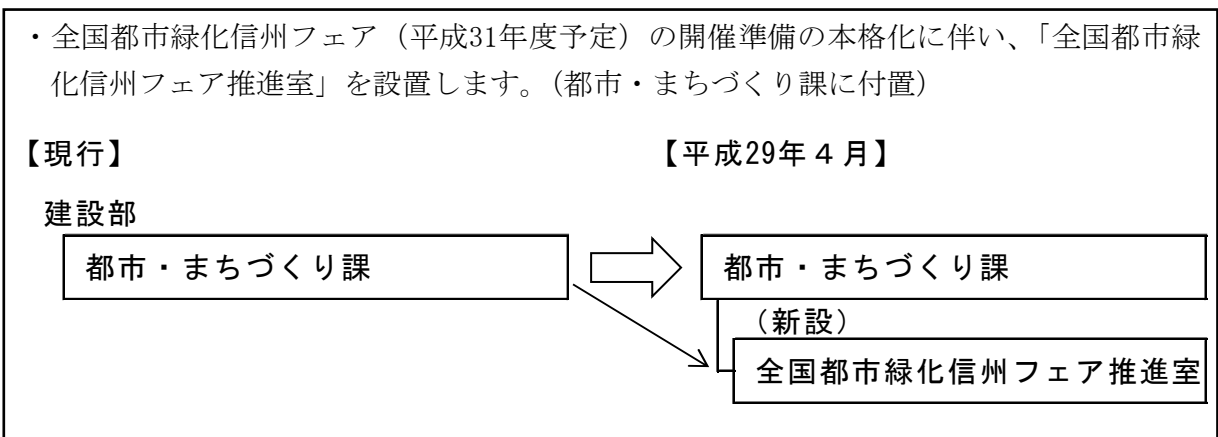 ・全国都市緑化信州フェア（平成31年度予定）の開催準備の本格化に伴い、「全国都市緑
化信州フェア推進室」を設置します。（都市・まちづくり課に付置）
【現行】
【平成29年４月】
建設部
都市・まちづくり課
都市・まちづくり課
（新設）
全国都市緑化信州フェア推進室